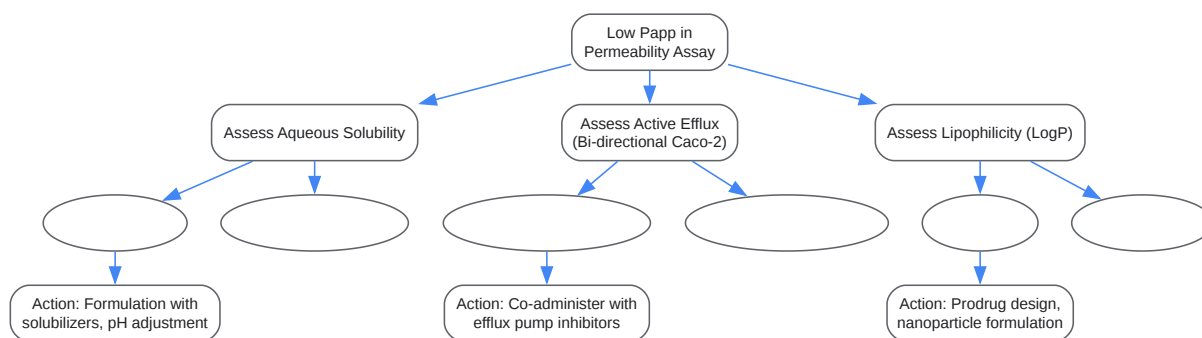 Low Papp in
Permeability Assay
Assess Aqueous Solubility
Assess Active Efflux
(Bi-directional Caco-2)
Assess Lipophilicity (LogP)
Action: Formulation with
solubilizers, pH adjustment
Action: Co-administer with
efflux pump inhibitors
Action: Prodrug design,
nanoparticle formulation